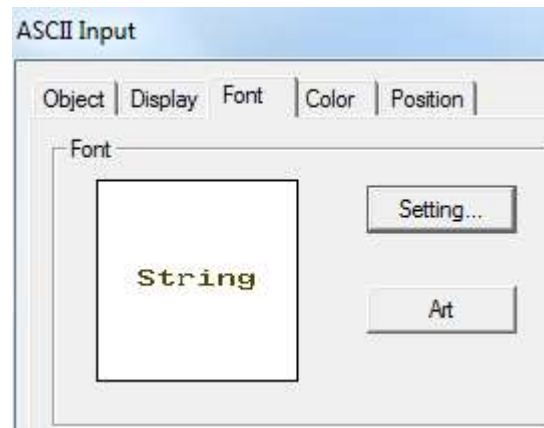 ASCII Input
Object Display Font Color Position
Font
Setting...
String
Art